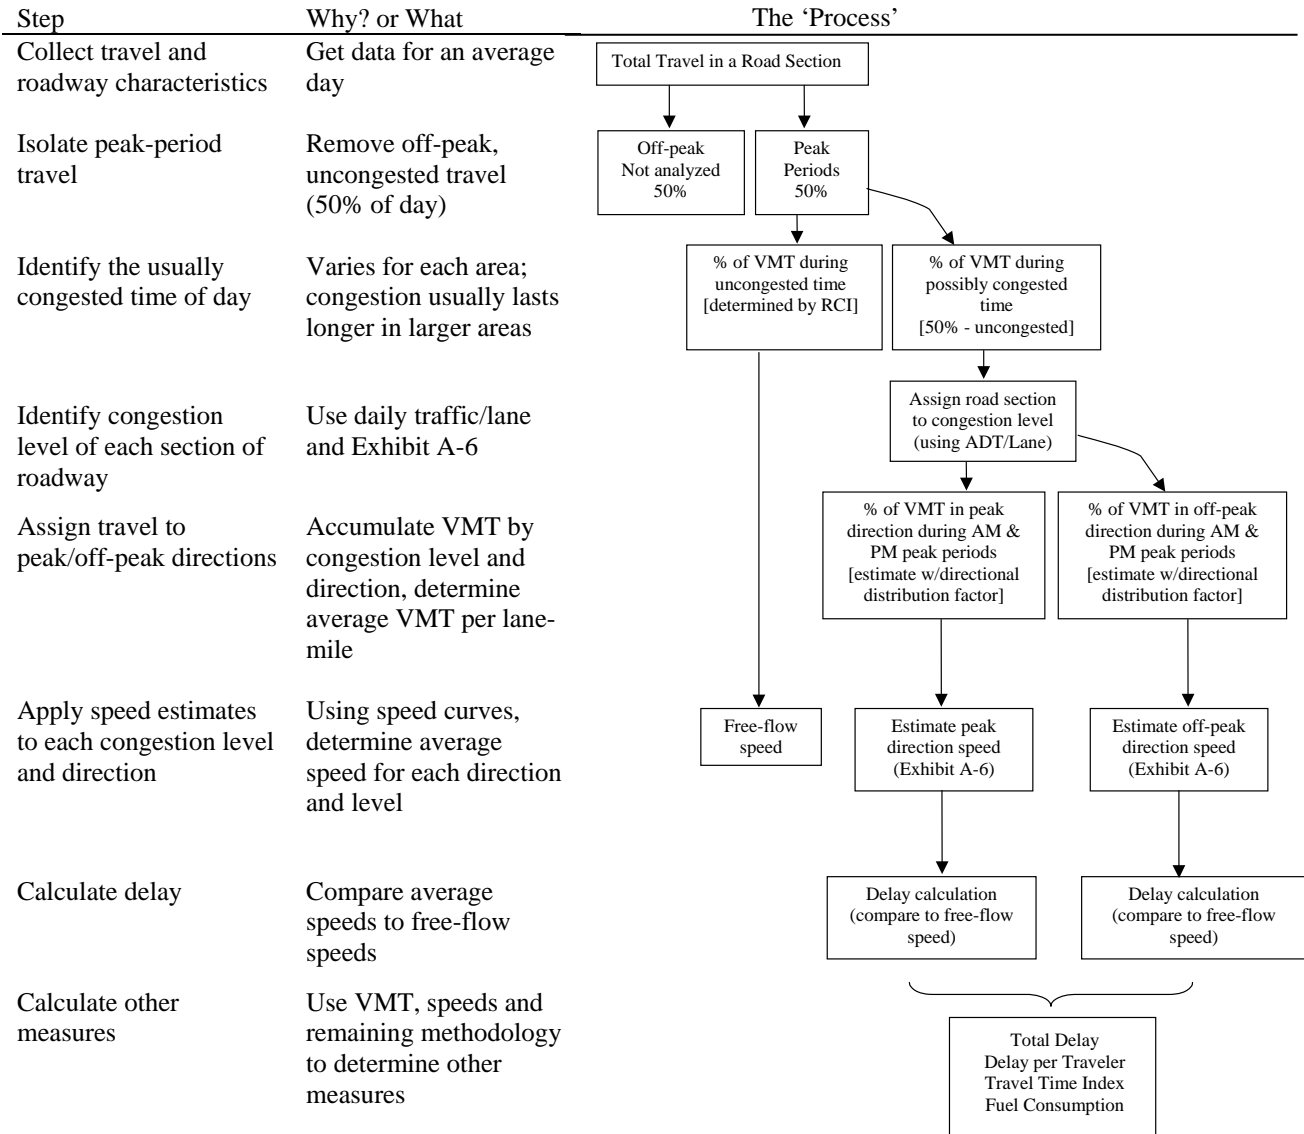 Step
Why? or What
The ‘Process’
Collect travel and
roadway characteristics
Get data for an average
day
Total Travel in a Road Section
Isolate peak-period
travel
Remove off-peak,
uncongested travel
(50% of day)
Off-peak
Not analyzed
50%
Peak
Periods
50%
Identify the usually
congested time of day
Varies for each area;
congestion usually lasts
longer in larger areas
% of VMT during
uncongested time
[determined by RCI]
% of VMT during
possibly congested
time
[50% - uncongested]
Identify congestion
level of each section of
roadway
Use daily traffic/lane
and Exhibit A-6
Assign road section
to congestion level
(using ADT/Lane)
Assign travel to
peak/off-peak directions
Accumulate VMT by
congestion level and
direction, determine
average VMT per lane-
mile
% of VMT in peak
direction during AM &
PM peak periods
[estimate w/directional
distribution factor]
% of VMT in off-peak
direction during AM &
PM peak periods
[estimate w/directional
distribution factor]
Apply speed estimates
to each congestion level
and direction
Using speed curves,
determine average
speed for each direction
and level
Free-flow
speed
Estimate peak
direction speed
(Exhibit A-6)
Estimate off-peak
direction speed
(Exhibit A-6)
Calculate delay
Compare average
speeds to free-flow
speeds
Delay calculation
(compare to free-flow
speed)
Delay calculation
(compare to free-flow
speed)
Calculate other
measures
Use VMT, speeds and
remaining methodology
to determine other
measures
Total Delay
Delay per Traveler
Travel Time Index
Fuel Consumption